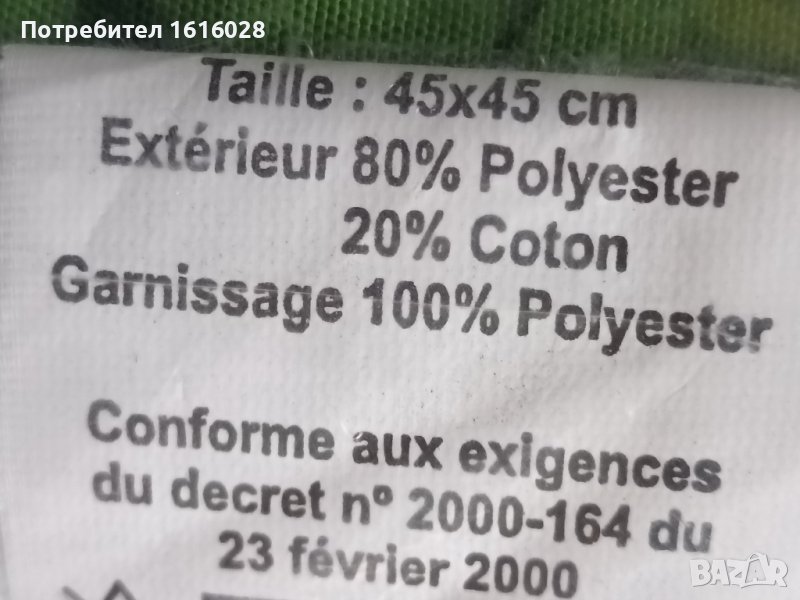 Потребител 1616028
Taille : 45x45 cm
Extérieur 80% Polyester
20% Coton
Garnissage 100% Polyester
Conforme aux exigences
du decret nº 2000-164 du
23 février 2000
BAZAR